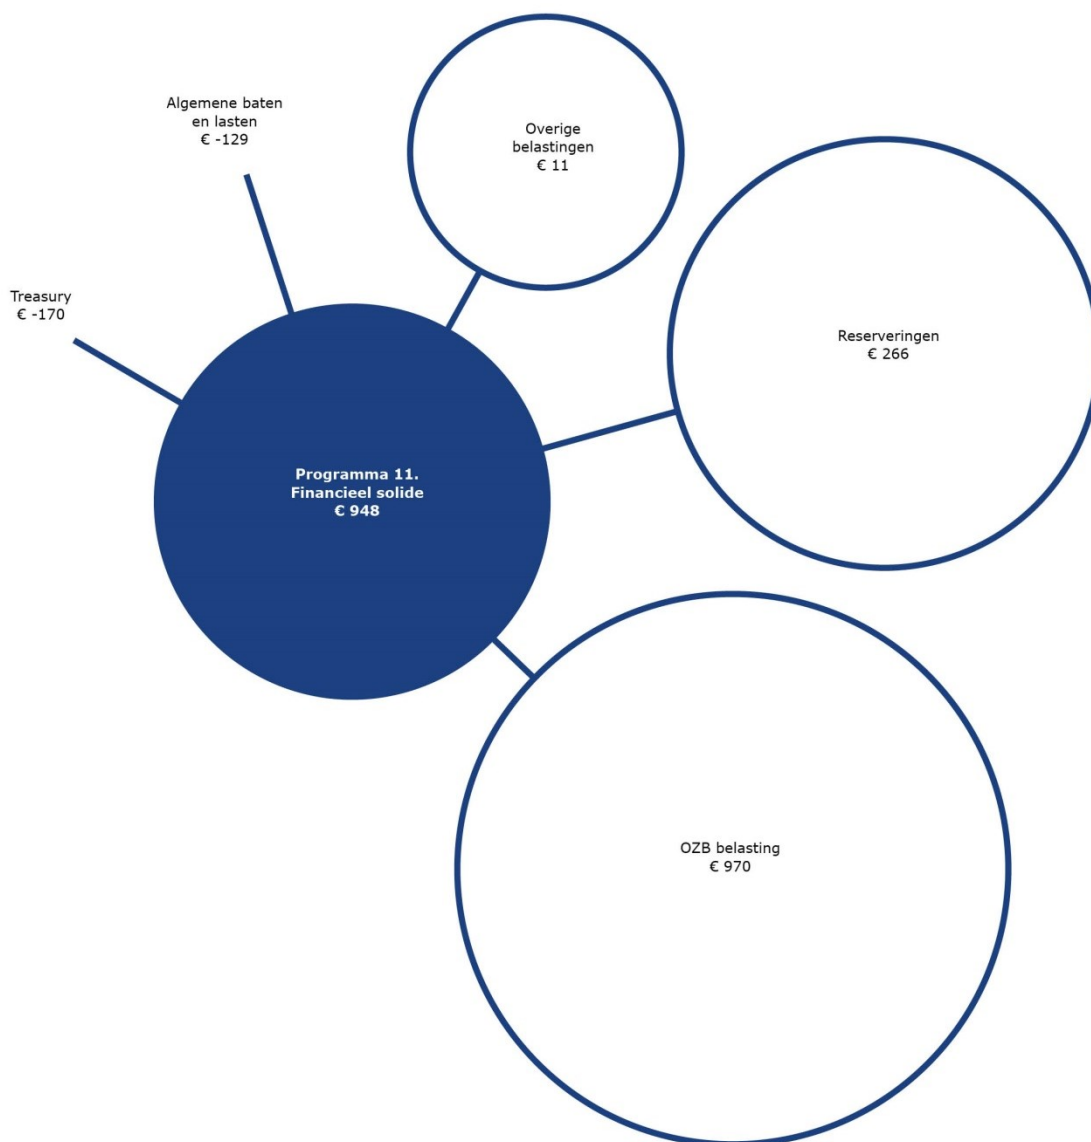 Algemene baten
en lasten
€ -129
Overige
belastingen
€ 11
Treasury
€ -170
Reserveringen
€ 266
Programma 11.
Financieel solide
€ 948
OZB belasting
€ 970